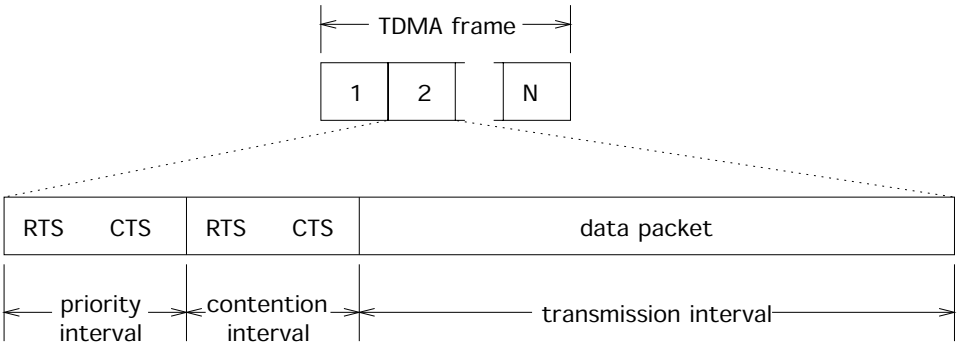 TDMA frame
1 2 N
RTS CTS RTS CTS data packet
priority interval
contention interval
transmission interval